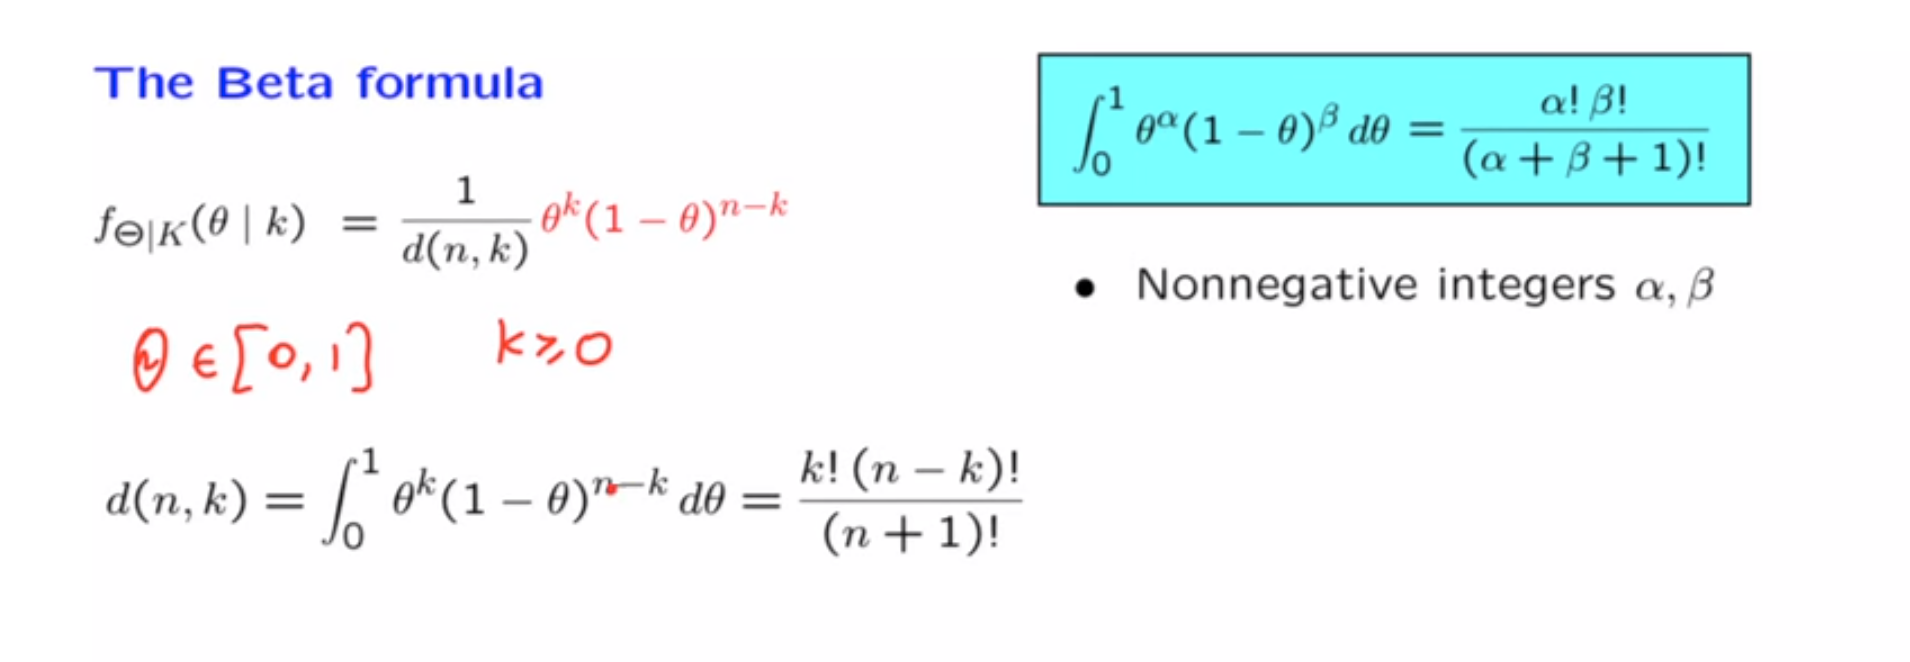 The Beta formula
∫₀¹ θ^α (1 − θ)^β dθ = α! β! / (α + β + 1)!
f_{Θ|K}(θ | k) = 1 / d(n, k) θ^k (1 − θ)^{n−k}
• Nonnegative integers α, β
θ ∈ [0, 1] k ≥ 0
d(n, k) = ∫₀¹ θ^k (1 − θ)^{n−k} dθ = k! (n − k)! / (n + 1)!